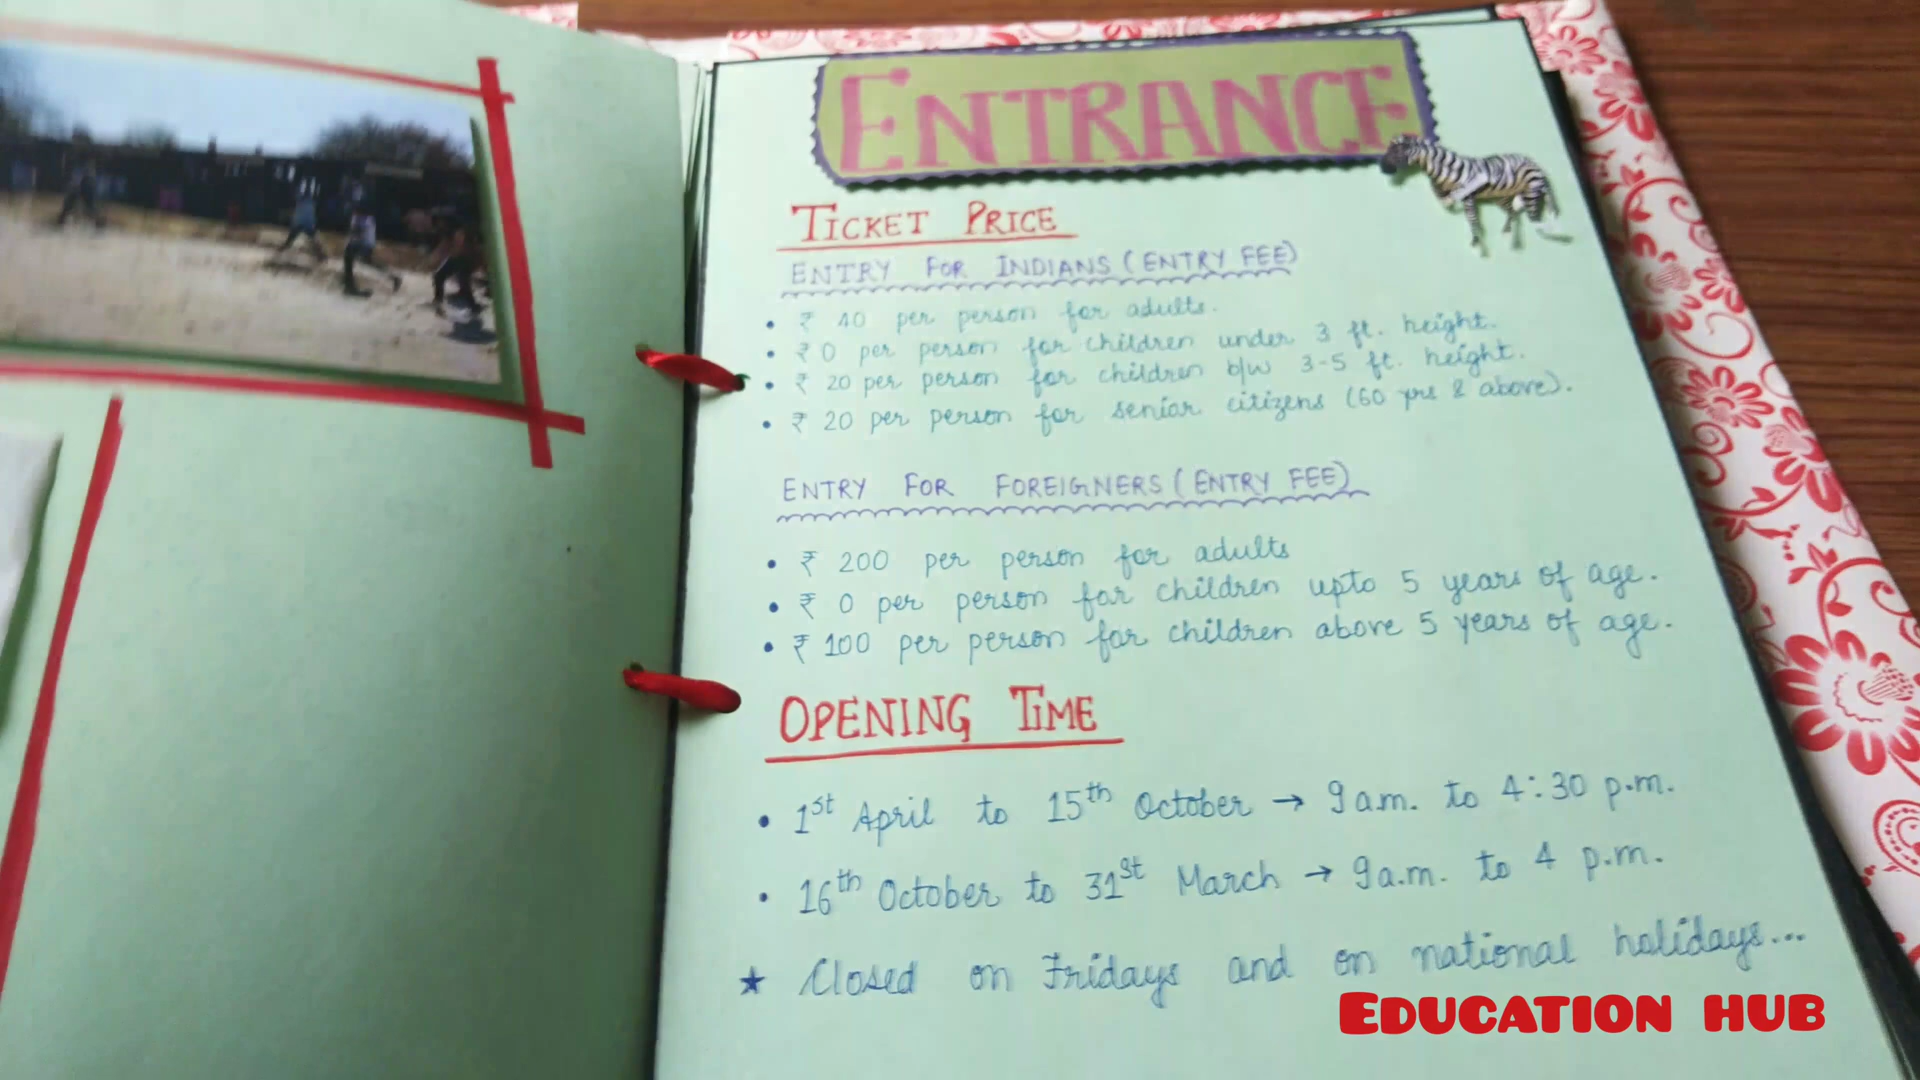 ENTRANCE
TICKET PRICE
ENTRY FOR INDIANS (ENTRY FEE)
• ₹ 40 per person for adults.
• ₹ 0 per person for children under 3 ft. height.
• ₹ 20 per person for children b/w 3-5 ft. height.
• ₹ 20 per person for senior citizens (60 yrs & above).
ENTRY FOR FOREIGNERS (ENTRY FEE)
• ₹ 200 per person for adults
• ₹ 0 per person for children upto 5 years of age.
• ₹ 100 per person for children above 5 years of age.
OPENING TIME
• 1st April to 15th October → 9 a.m. to 4:30 p.m.
• 16th October to 31st March → 9 a.m. to 4 p.m.
★ Closed on Fridays and on national holidays...
EDUCATION HUB